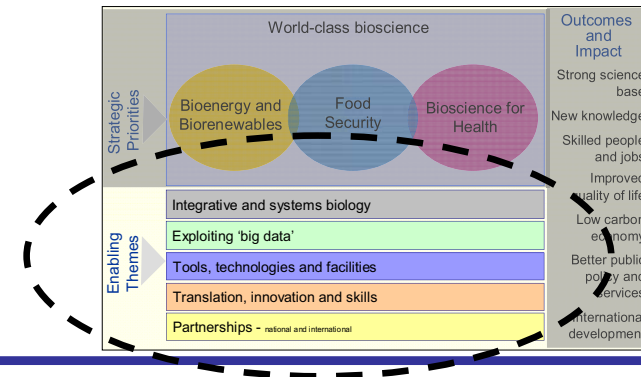 World-class bioscience
Strategic
Priorities
Bioenergy and
Biorenewables
Food
Security
Bioscience for
Health
Enabling
Themes
Integrative and systems biology
Exploiting ‘big data’
Tools, technologies and facilities
Translation, innovation and skills
Partnerships - national and international
Outcomes
and
Impact
Strong science
base
New knowledge
Skilled people
and jobs
Improved
quality of life
Low carbon
economy
Better public
policy and
services
International
development